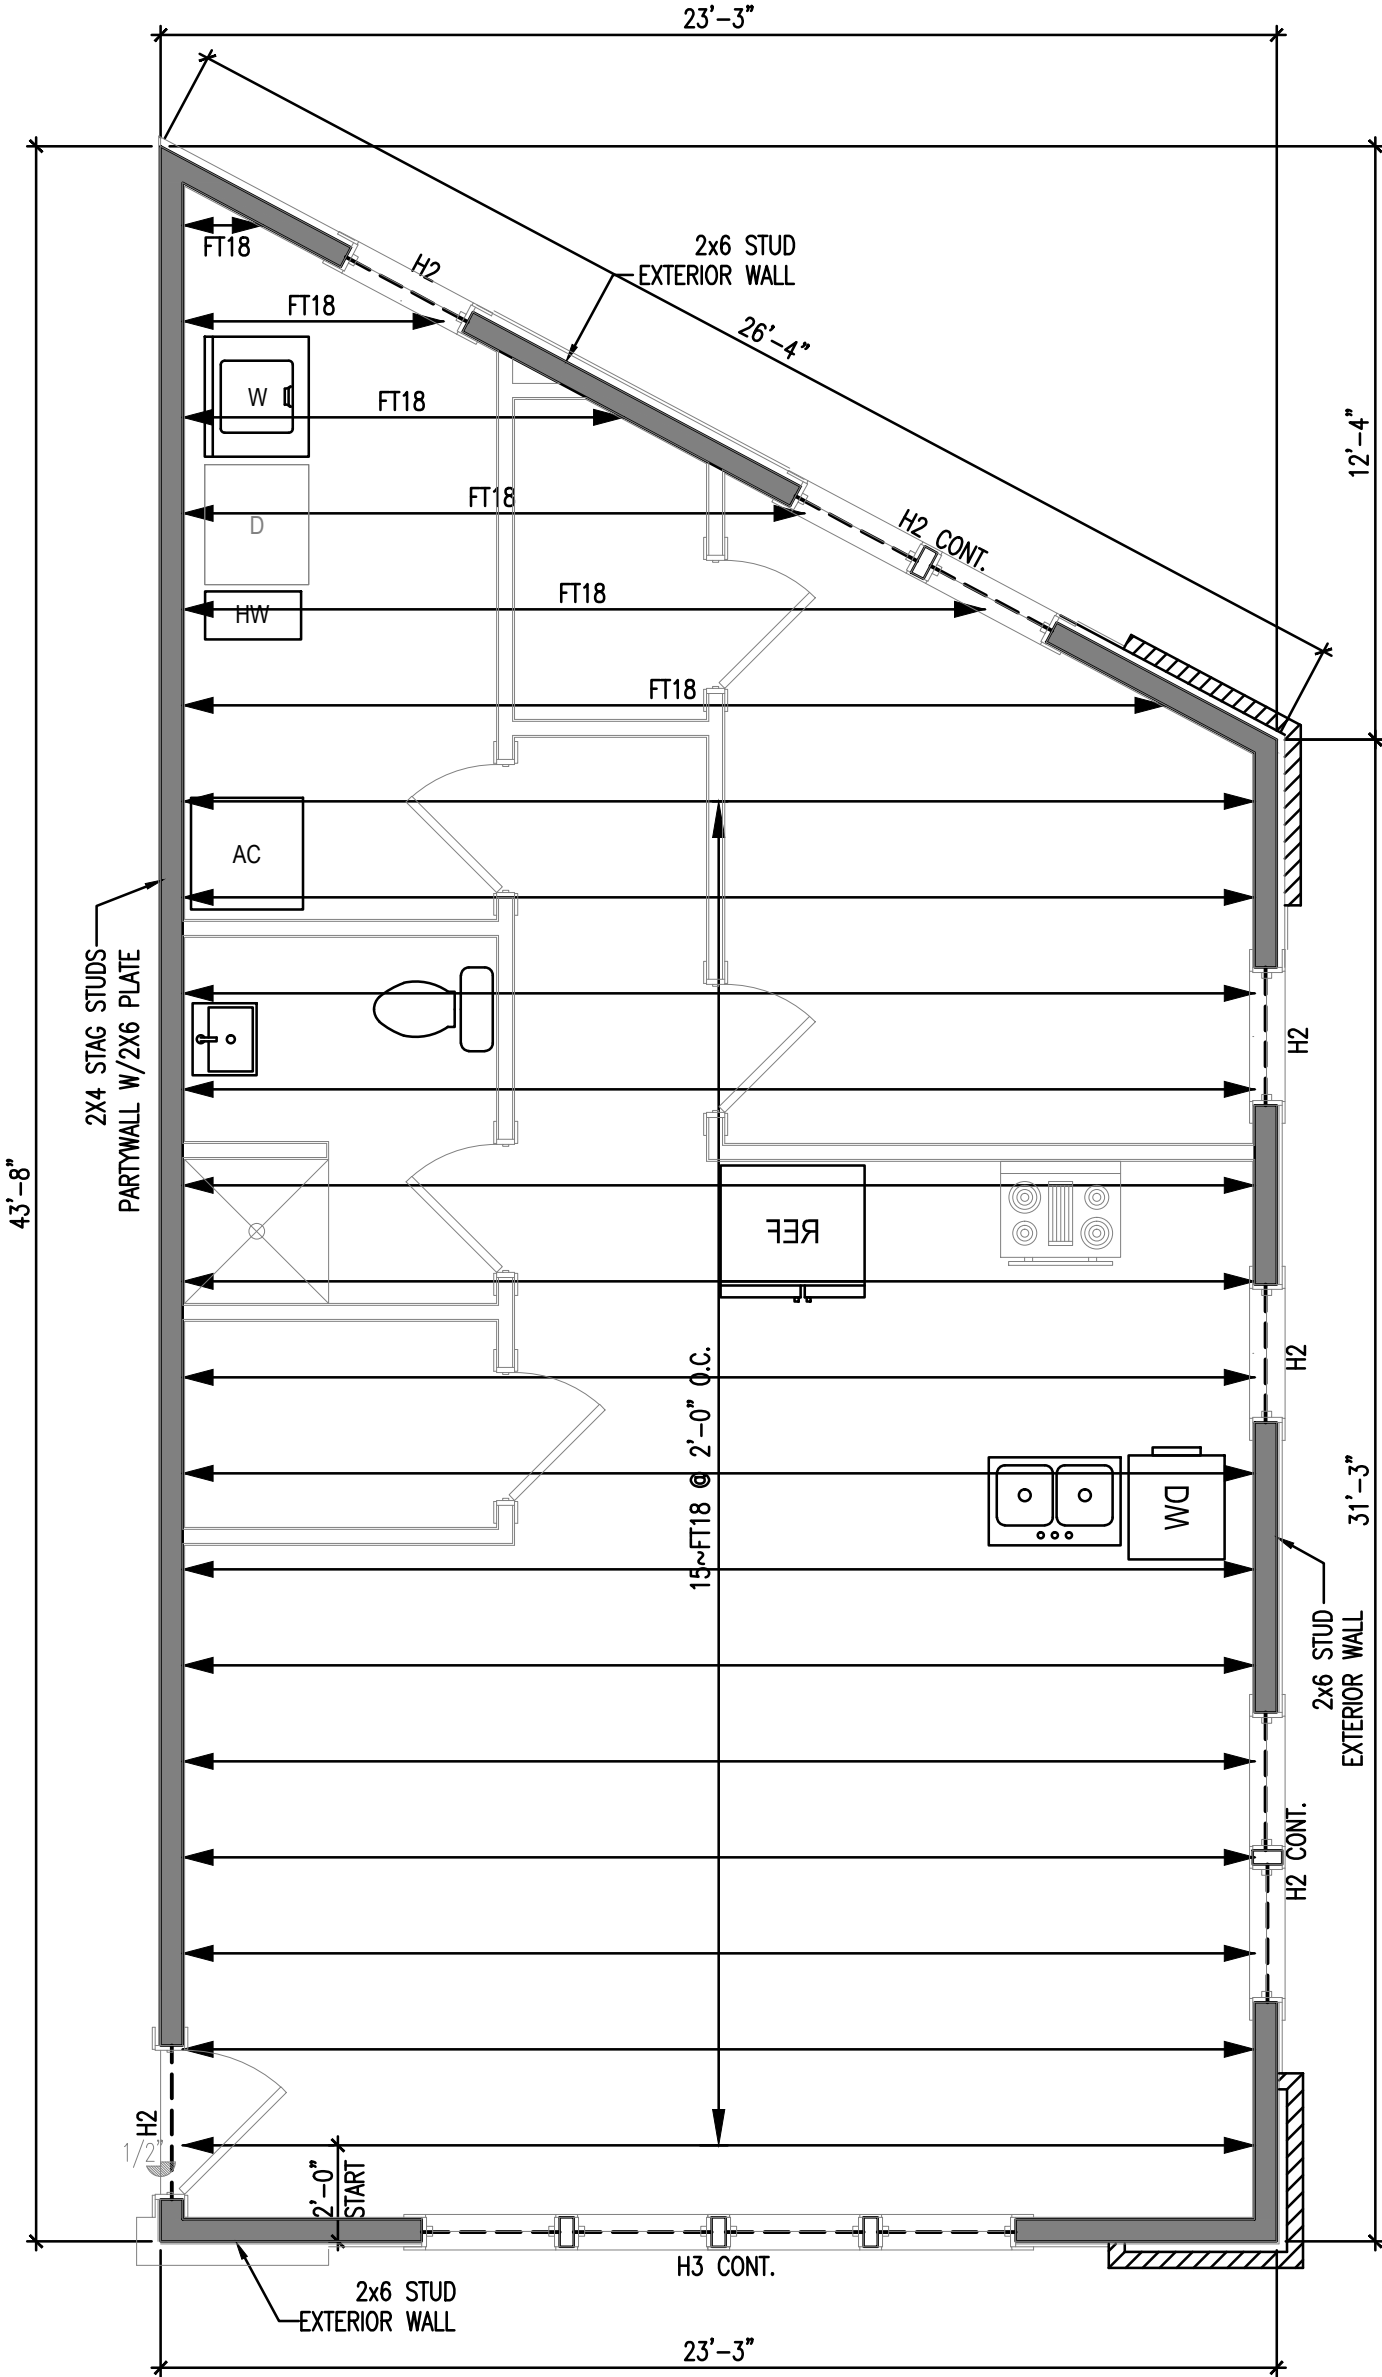 23'-3"
2x6 STUD
EXTERIOR WALL
H2
FT18
FT18
26'-4"
W
FT18
12'-4"
FT18
D
H2 CONT.
FT18
HW
FT18
AC
2X4 STAG STUDS
PARTYWALL W/2X6 PLATE
H2
43'-8"
REF
H2
15~FT18 @ 2'-0" O.C.
DW
31'-3"
2x6 STUD
EXTERIOR WALL
H2 CONT.
H2
1/2"
2'-0"
START
H3 CONT.
2x6 STUD
EXTERIOR WALL
23'-3"